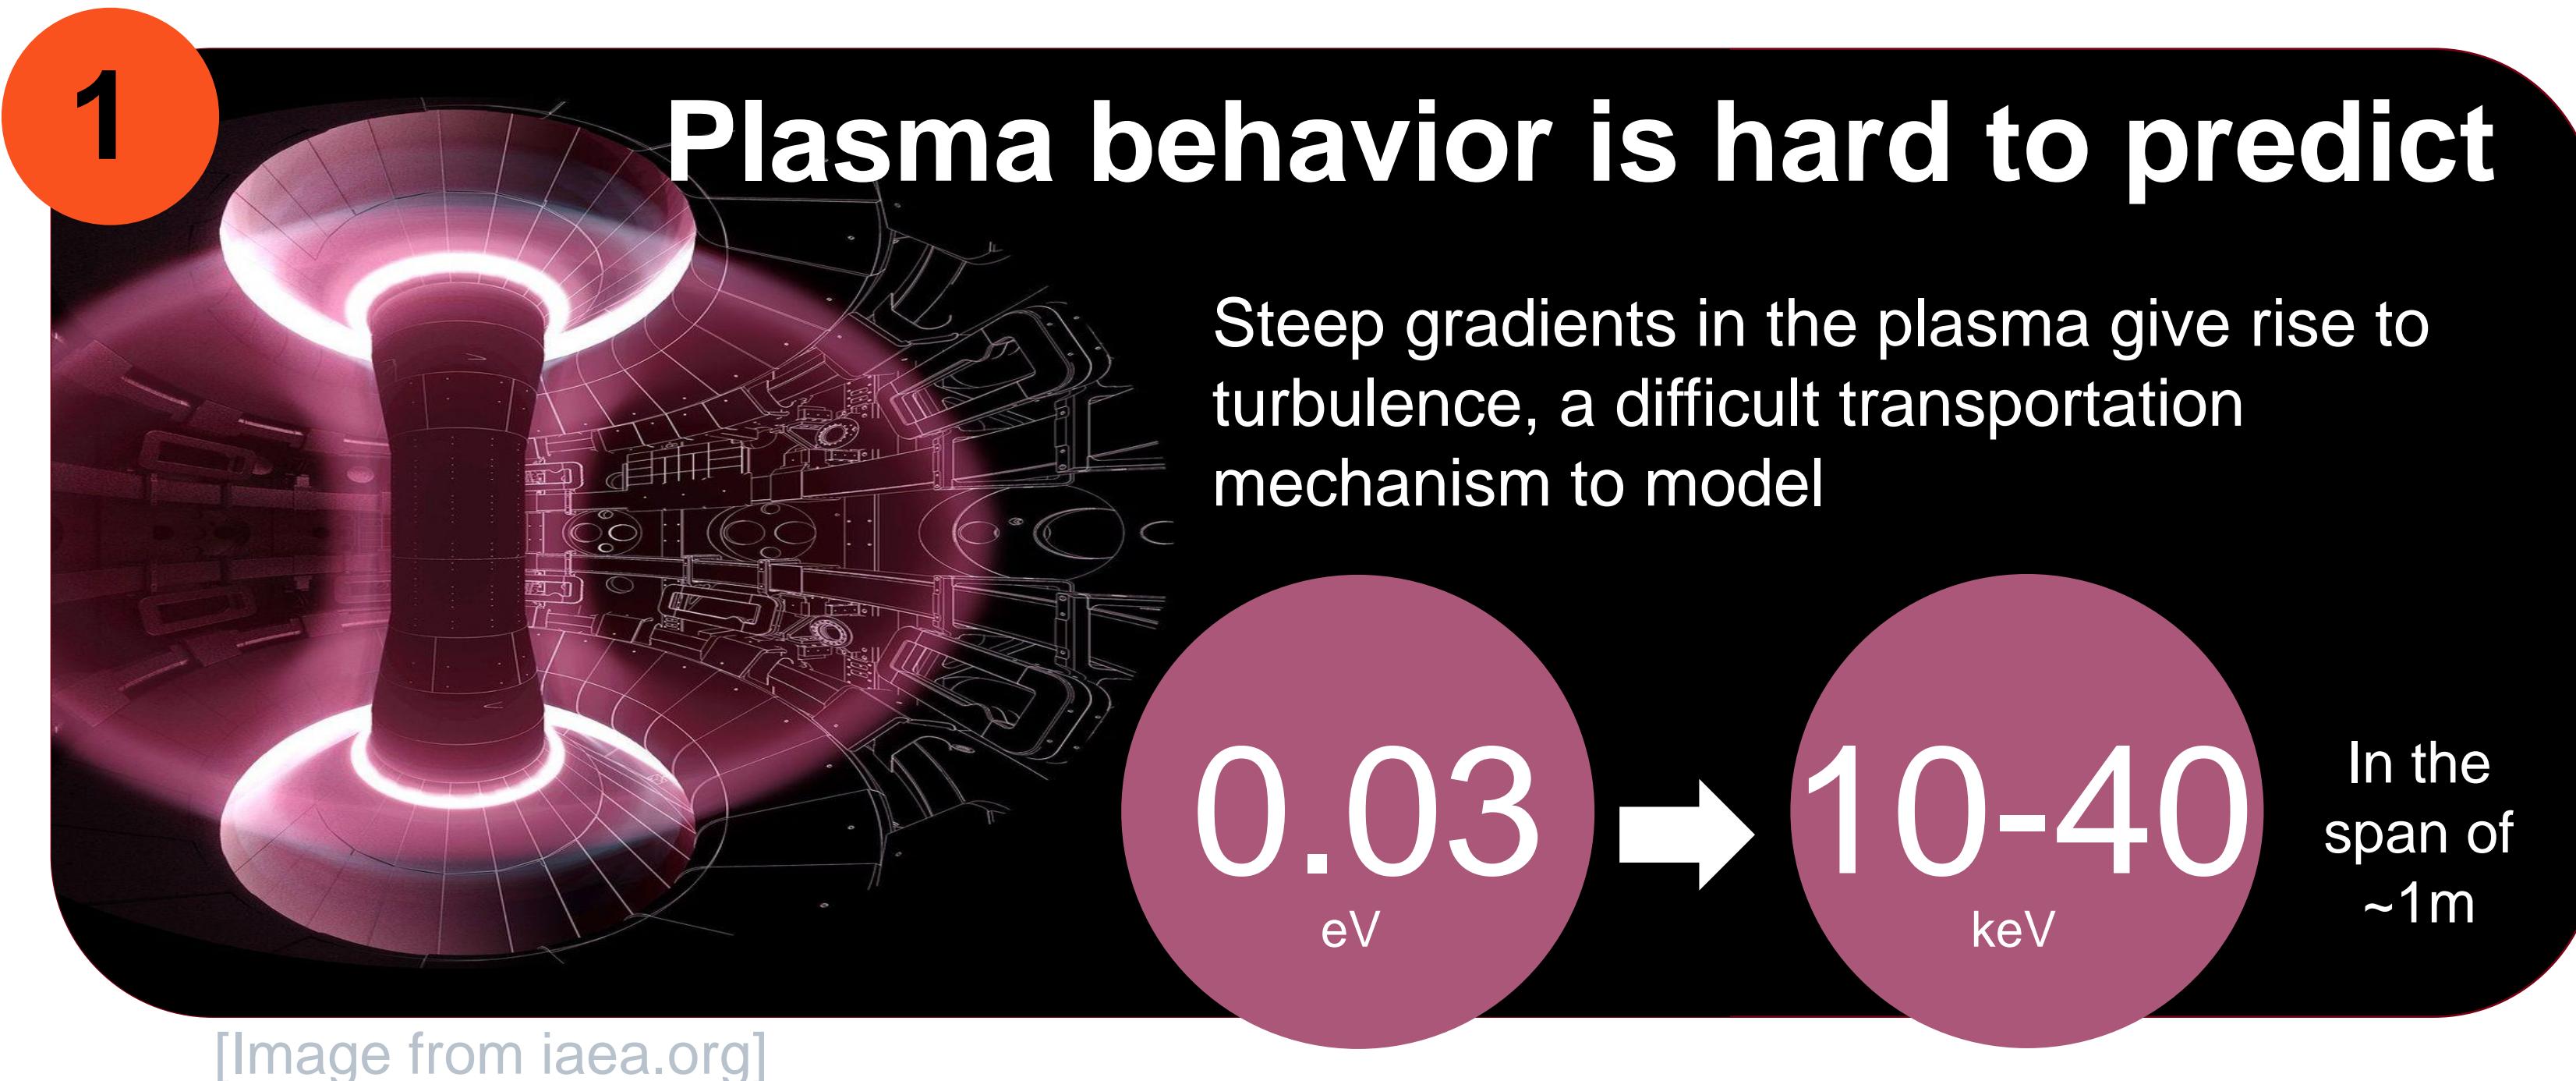 1
Plasma behavior is hard to predict
Steep gradients in the plasma give rise to
turbulence, a difficult transportation
mechanism to model
0.03
eV
10-40
keV
In the
span of
~1m
[Image from iaea.org]